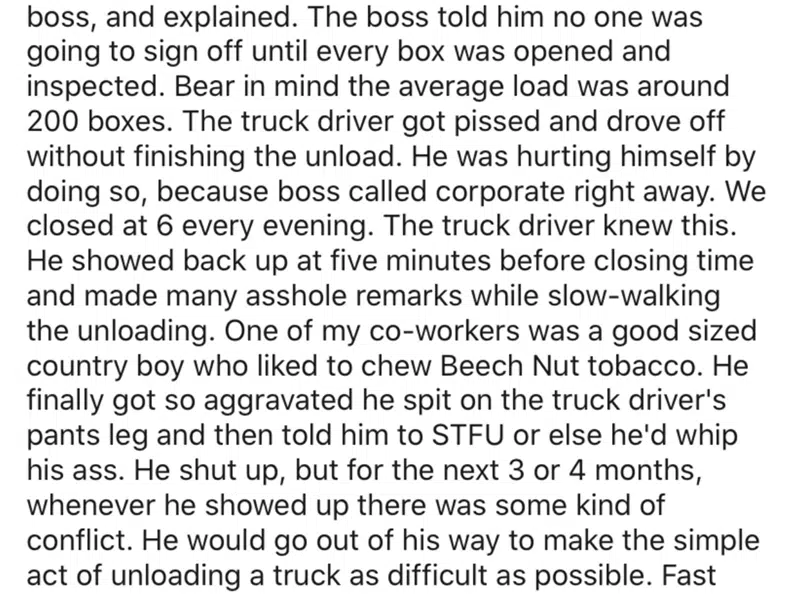 boss, and explained. The boss told him no one was
going to sign off until every box was opened and
inspected. Bear in mind the average load was around
200 boxes. The truck driver got pissed and drove off
without finishing the unload. He was hurting himself by
doing so, because boss called corporate right away. We
closed at 6 every evening. The truck driver knew this.
He showed back up at five minutes before closing time
and made many asshole remarks while slow-walking
the unloading. One of my co-workers was a good sized
country boy who liked to chew Beech Nut tobacco. He
finally got so aggravated he spit on the truck driver's
pants leg and then told him to STFU or else he'd whip
his ass. He shut up, but for the next 3 or 4 months,
whenever he showed up there was some kind of
conflict. He would go out of his way to make the simple
act of unloading a truck as difficult as possible. Fast